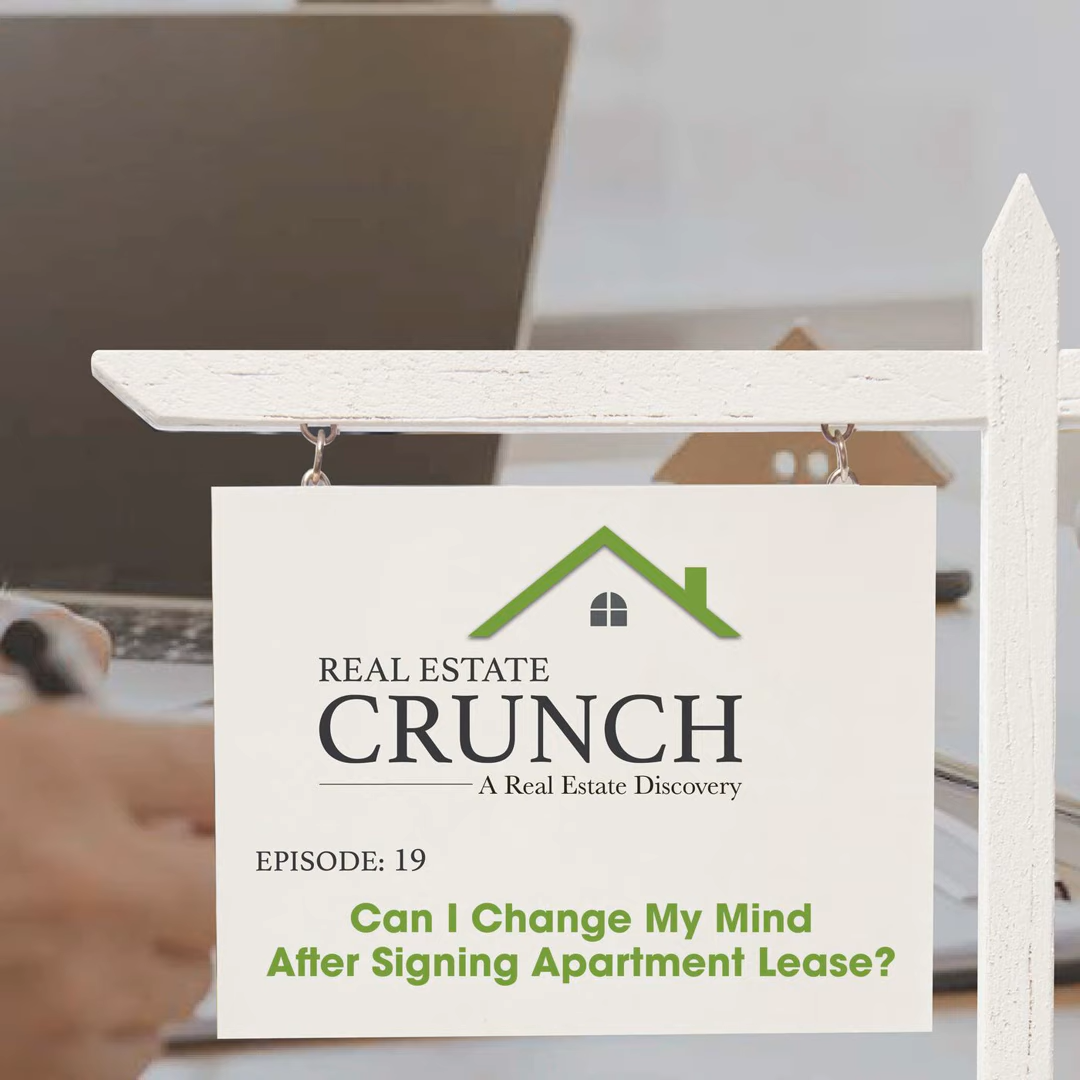 REAL ESTATE
CRUNCH
A Real Estate Discovery
EPISODE: 19
Can I Change My Mind
After Signing Apartment Lease?